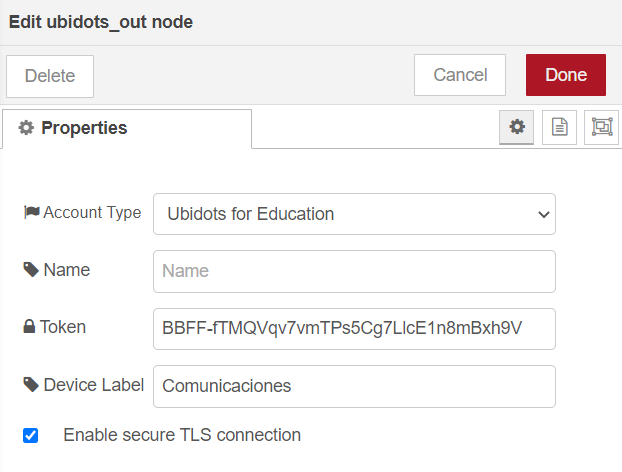 Edit ubidots_out node
Delete
Cancel
Done
Properties
Account Type
Ubidots for Education
Name
Name
Token
BBFF-fTMQVqv7vmTPs5Cg7LlcE1n8mBxh9V
Device Label
Comunicaciones
Enable secure TLS connection